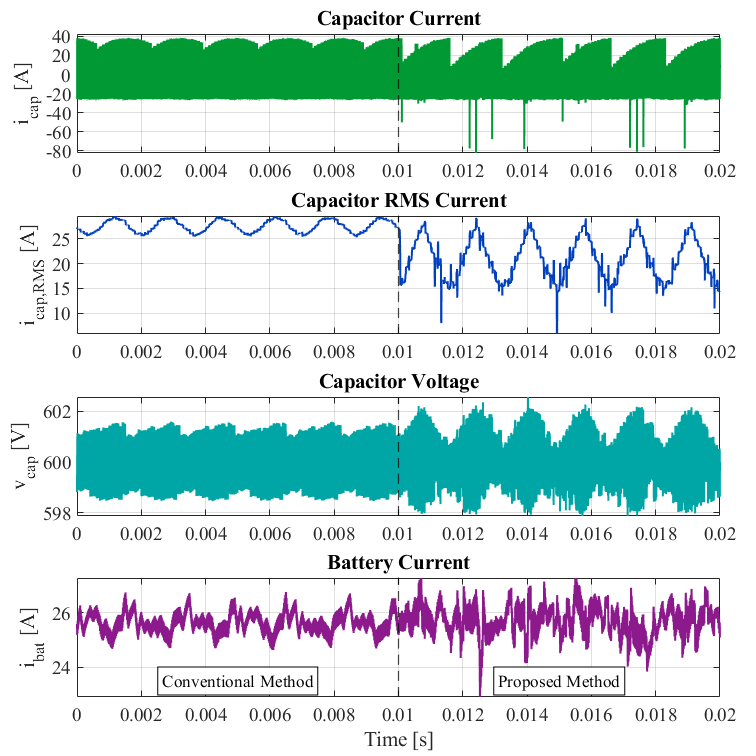 Capacitor Current
i_cap [A]
40
20
0
-20
-40
-60
-80
0 0.002 0.004 0.006 0.008 0.01 0.012 0.014 0.016 0.018 0.02
Capacitor RMS Current
i_cap,RMS [A]
25
20
15
10
0 0.002 0.004 0.006 0.008 0.01 0.012 0.014 0.016 0.018 0.02
Capacitor Voltage
v_cap [V]
602
600
598
0 0.002 0.004 0.006 0.008 0.01 0.012 0.014 0.016 0.018 0.02
Battery Current
i_bat [A]
26
24
Conventional Method Proposed Method
0 0.002 0.004 0.006 0.008 0.01 0.012 0.014 0.016 0.018 0.02
Time [s]